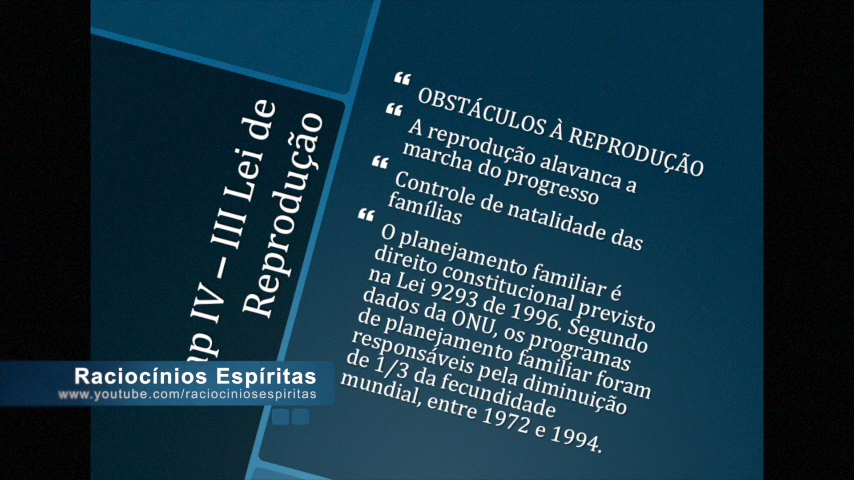 ap IV – III Lei de
Reprodução
OBSTÁCULOS À REPRODUÇÃO
A reprodução alavanca a
marcha do progresso
Controle de natalidade das
famílias
O planejamento familiar é
direito constitucional previsto
na Lei 9293 de 1996. Segundo
dados da ONU, os programas
de planejamento familiar foram
responsáveis pela diminuição
de 1/3 da fecundidade
mundial, entre 1972 e 1994.
Raciocínios Espíritas
www.youtube.com/raciociniosespiritas